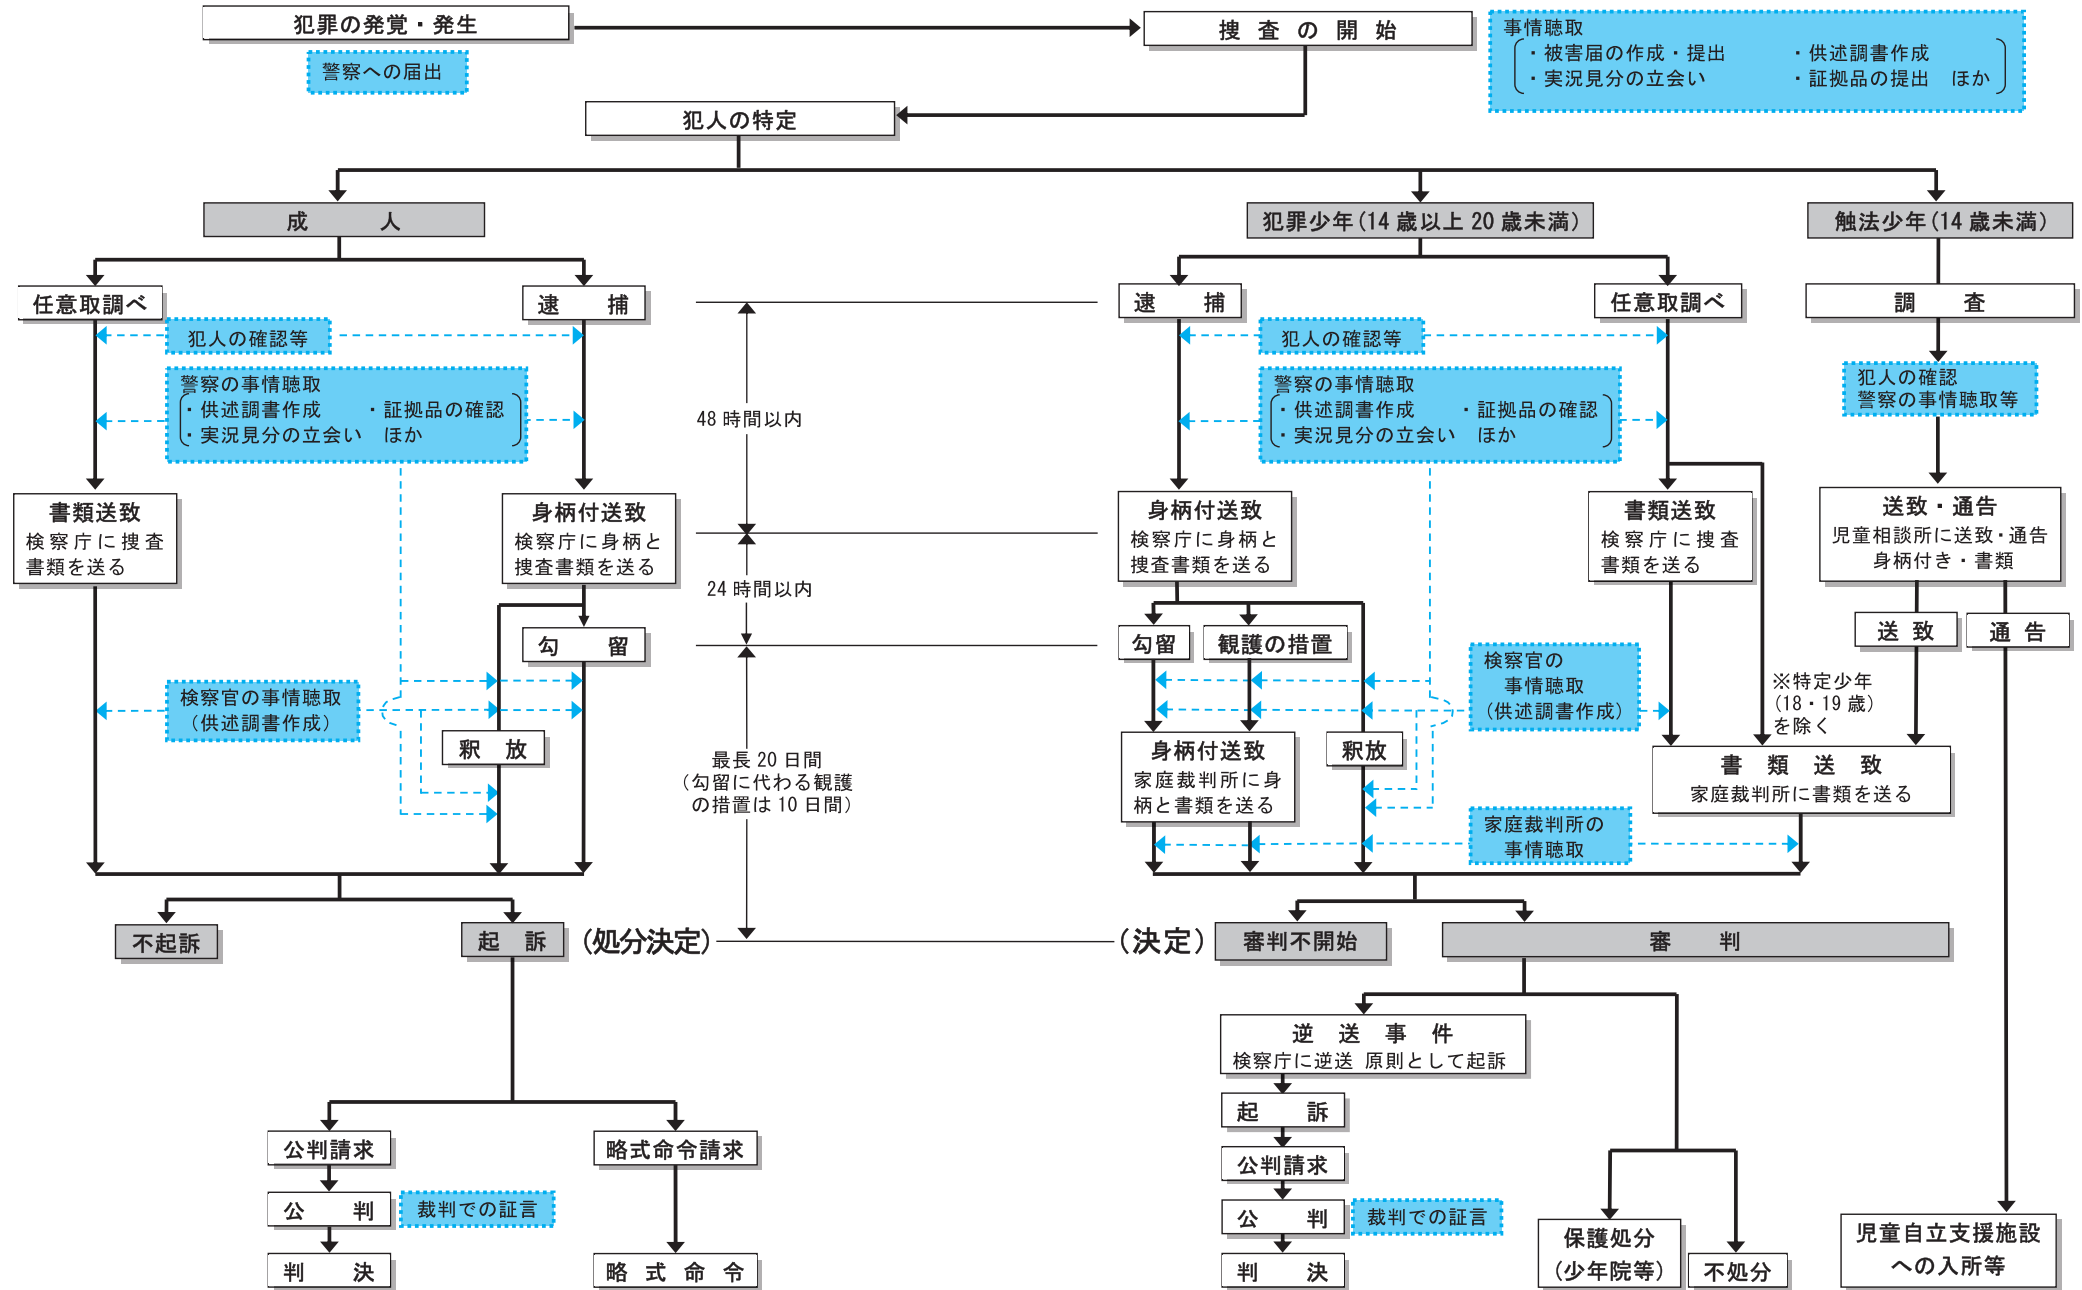 犯罪の発覚・発生
捜査の開始
警察への届出
事情聴取
・被害届の作成・提出 ・供述調書作成
・実況見分の立会い ・証拠品の提出 ほか
犯人の特定
成人
犯罪少年(14歳以上20歳未満)
触法少年(14歳未満)
任意取調べ
逮捕
犯人の確認等
警察の事情聴取
・供述調書作成 ・証拠品の確認
・実況見分の立会い ほか
書類送致
検察庁に捜査
書類を送る
身柄付送致
検察庁に身柄と
捜査書類を送る
勾留
検察官の事情聴取
(供述調書作成)
釈放
48時間以内
24時間以内
最長20日間
(勾留に代わる観護
の措置は10日間)
不起訴
起訴
(処分決定)
公判請求
公判
裁判での証言
判決
略式命令請求
略式命令
逮捕
任意取調べ
犯人の確認等
警察の事情聴取
・供述調書作成 ・証拠品の確認
・実況見分の立会い ほか
身柄付送致
検察庁に身柄と
捜査書類を送る
書類送致
検察庁に捜査
書類を送る
勾留
観護の措置
検察官の
事情聴取
(供述調書作成)
※特定少年
(18・19歳)
を除く
身柄付送致
家庭裁判所に身
柄と書類を送る
釈放
書類送致
家庭裁判所に書類を送る
家庭裁判所の
事情聴取
(決定)
審判不開始
審判
逆送事件
検察庁に逆送 原則として起訴
起訴
公判請求
公判
裁判での証言
判決
保護処分
(少年院等)
不処分
調査
犯人の確認
警察の事情聴取等
送致・通告
児童相談所に送致・通告
身柄付き・書類
送致
通告
児童自立支援施設
への入所等